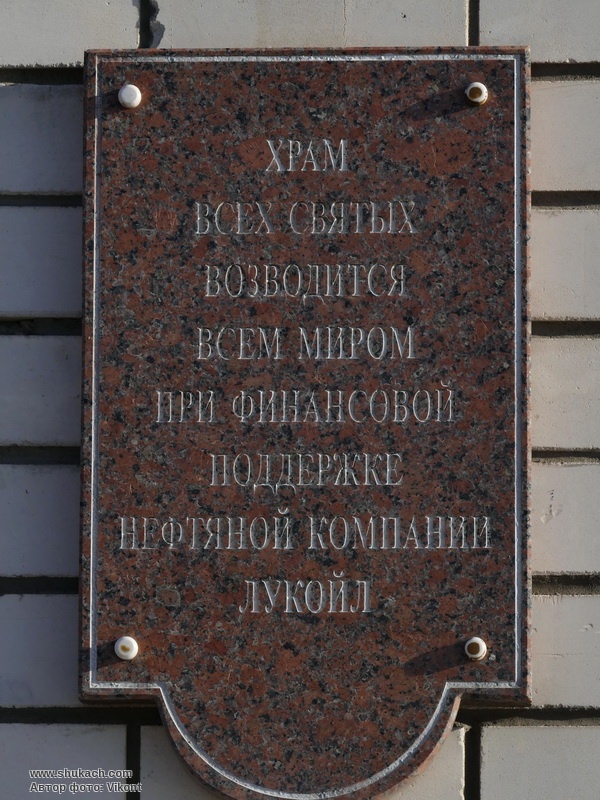 ХРАМ
ВСЕХ СВЯТЫХ
ВОЗВОДИТСЯ
ВСЕМ МИРОМ
ПРИ ФИНАНСОВОЙ
ПОДДЕРЖКЕ
НЕФТЯНОЙ КОМПАНИИ
ЛУКОЙЛ
www.shukach.com
Автор фото: Vikont